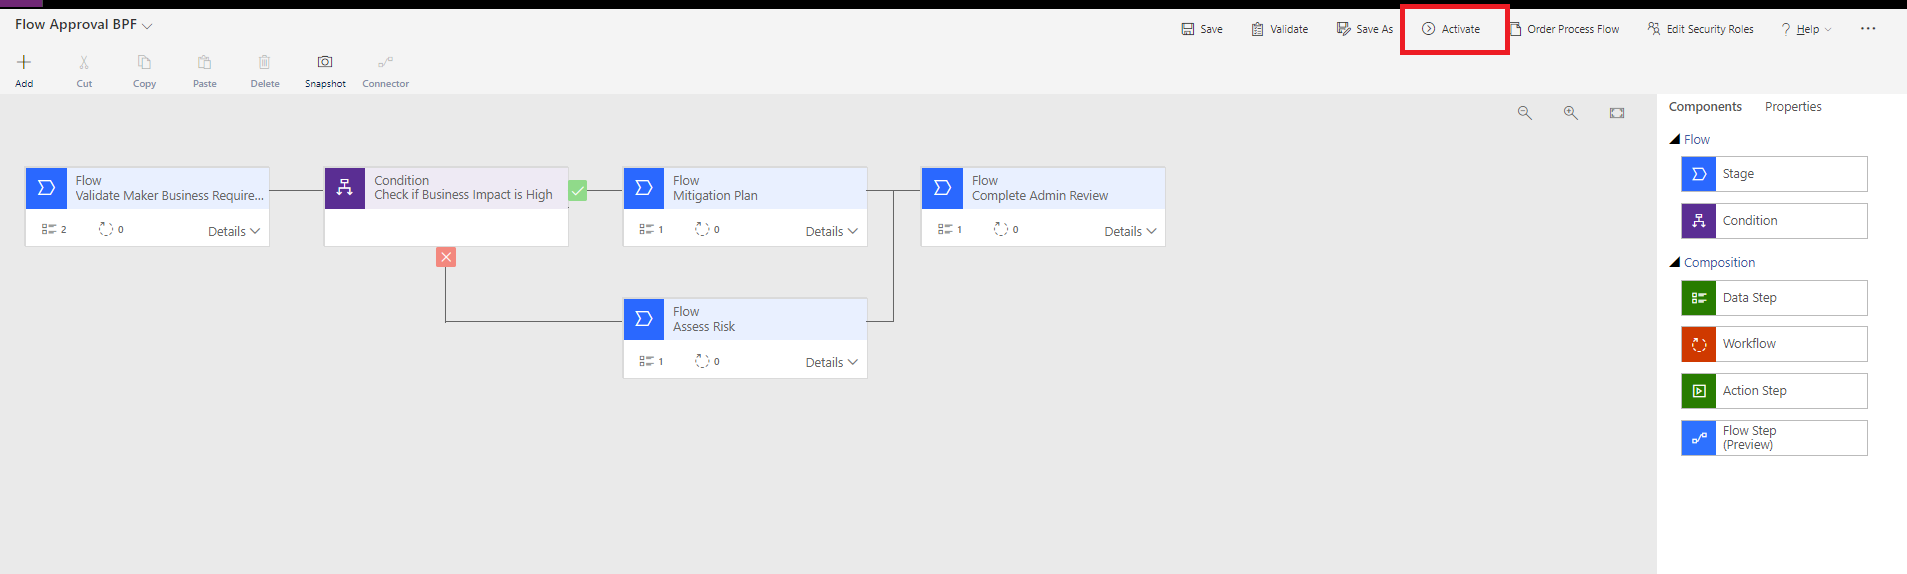 Flow Approval BPF
Save
Validate
Save As
Activate
Order Process Flow
Edit Security Roles
? Help
...
Add
Cut
Copy
Paste
Delete
Snapshot
Connector
Components
Properties
Flow
Stage
Condition
Composition
Data Step
Workflow
Action Step
Flow Step
(Preview)
Flow
Validate Maker Business Require...
2
0
Details
Condition
Check if Business Impact is High
Flow
Mitigation Plan
1
0
Details
Flow
Complete Admin Review
1
0
Details
Flow
Assess Risk
1
0
Details